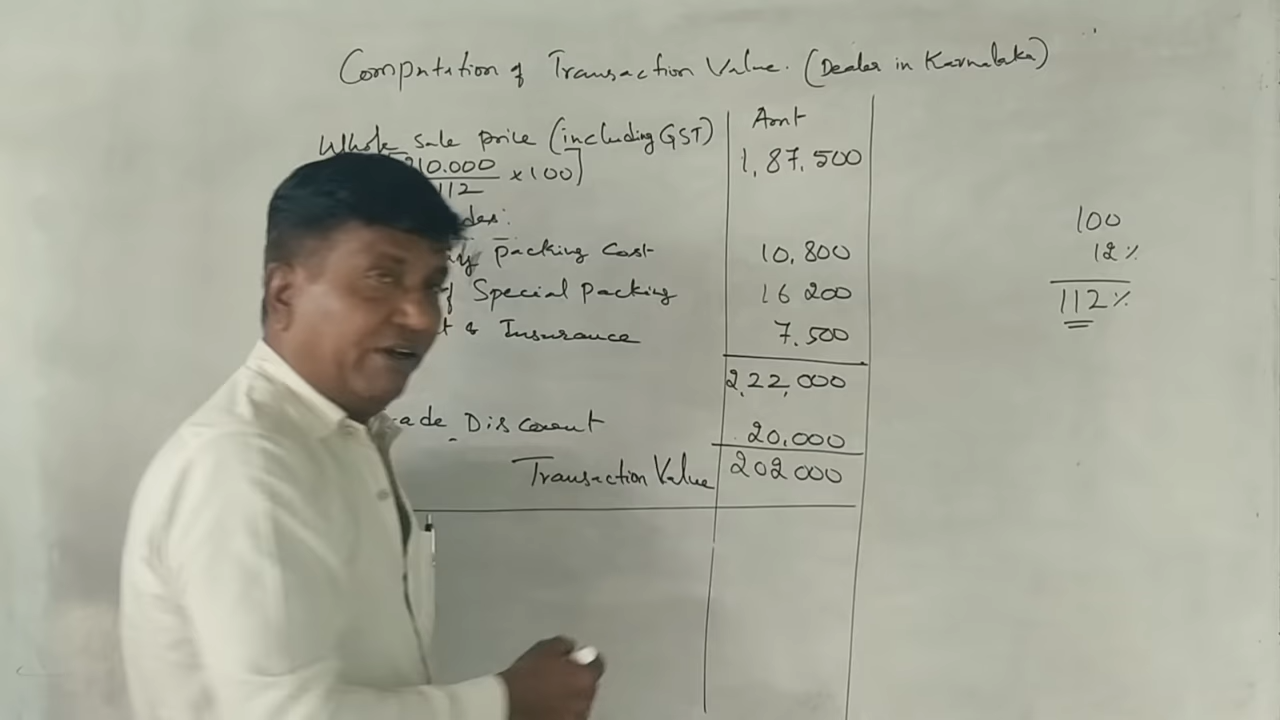 Computation of Transaction Value. (Dealer in Karnataka)
Amt
Whole sale price (including GST)
1,87,500
10.000 / 112 × 100]
Packing Cost 10,800
Special Packing 16 200
& Insurance 7.500
2,22,000
Discount 20,000
Transaction Value 202000
100
12%
112%